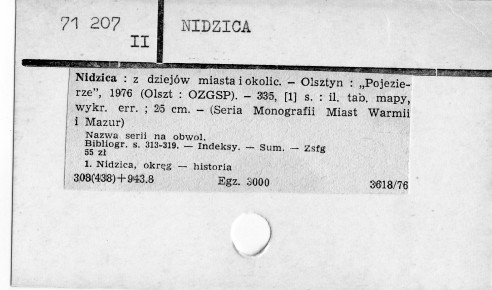 71 207
II
NIDZICA
Nidzica : z dziejów miasta i okolic. — Olsztyn : „Pojezie-
rze”, 1976 (Olszt : OZGSP). — 335, [1] s. : il. tab. mapy,
wykr. err. ; 25 cm. — (Seria Monografii Miast Warmii
i Mazur)
Nazwa serii na obwol.
Bibliogr. s. 313-319. — Indeksy. — Sum. — Zsfg
55 zł
1. Nidzica, okręg — historia
308(438)+943.8
Egz. 3000
3618/76